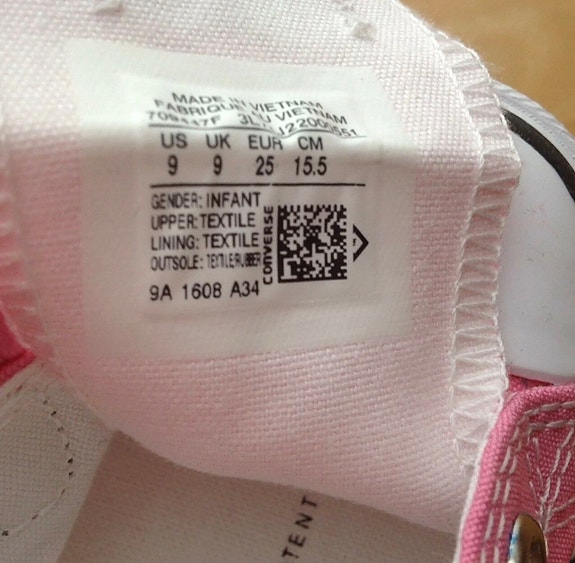 MADE IN VIETNAM
FABRIQUE VIETNAM
US UK EUR CM
9 9 25 15.5
GENDER: INFANT
UPPER: TEXTILE
LINING: TEXTILE
OUTSOLE: TEXTILE/RUBBER
9A 1608 A34
CONVERSE
TENT